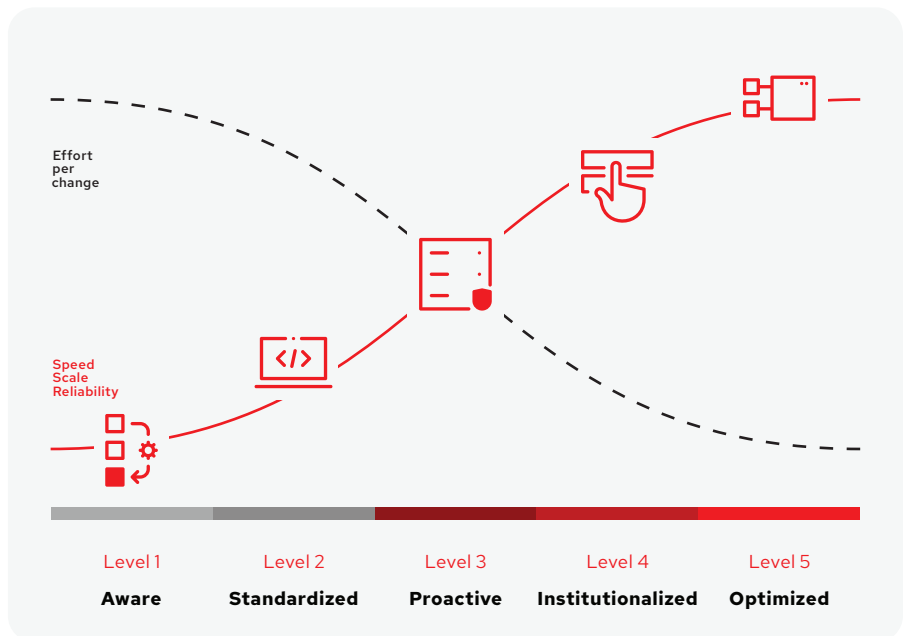 Effort
per
change
Speed
Scale
Reliability
Level 1
Level 2
Level 3
Level 4
Level 5
Aware
Standardized
Proactive
Institutionalized
Optimized